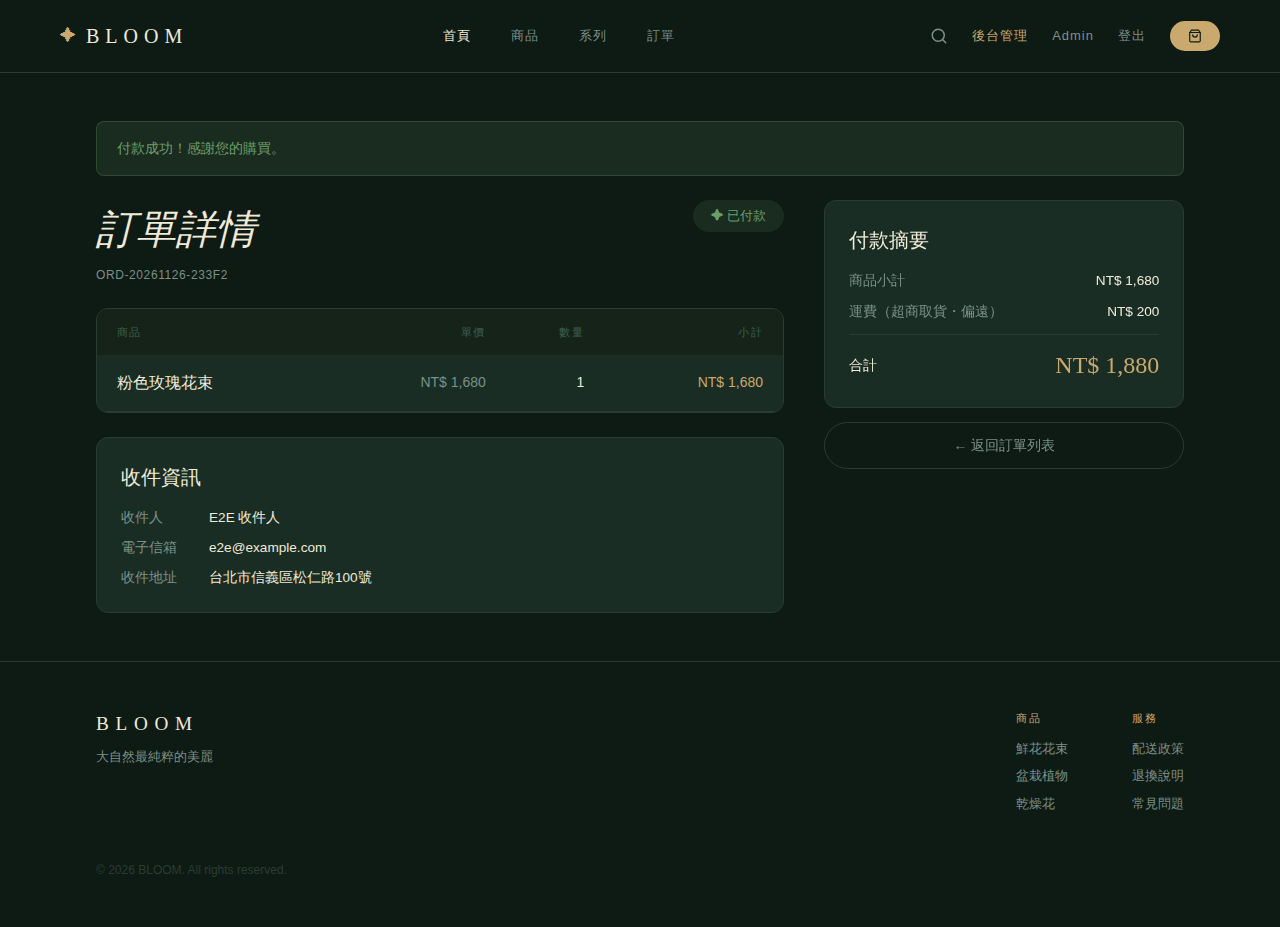 BLOOM
首頁 商品 系列 訂單
後台管理 Admin 登出
付款成功！感謝您的購買。
訂單詳情
已付款
ORD-20261126-233F2
商品 單價 數量 小計
粉色玫瑰花束 NT$ 1,680 1 NT$ 1,680
收件資訊
收件人 E2E 收件人
電子信箱 e2e@example.com
收件地址 台北市信義區松仁路100號
付款摘要
商品小計 NT$ 1,680
運費（超商取貨・偏遠） NT$ 200
合計 NT$ 1,880
← 返回訂單列表
BLOOM
大自然最純粹的美麗
商品
鮮花花束
盆栽植物
乾燥花
服務
配送政策
退換說明
常見問題
© 2026 BLOOM. All rights reserved.